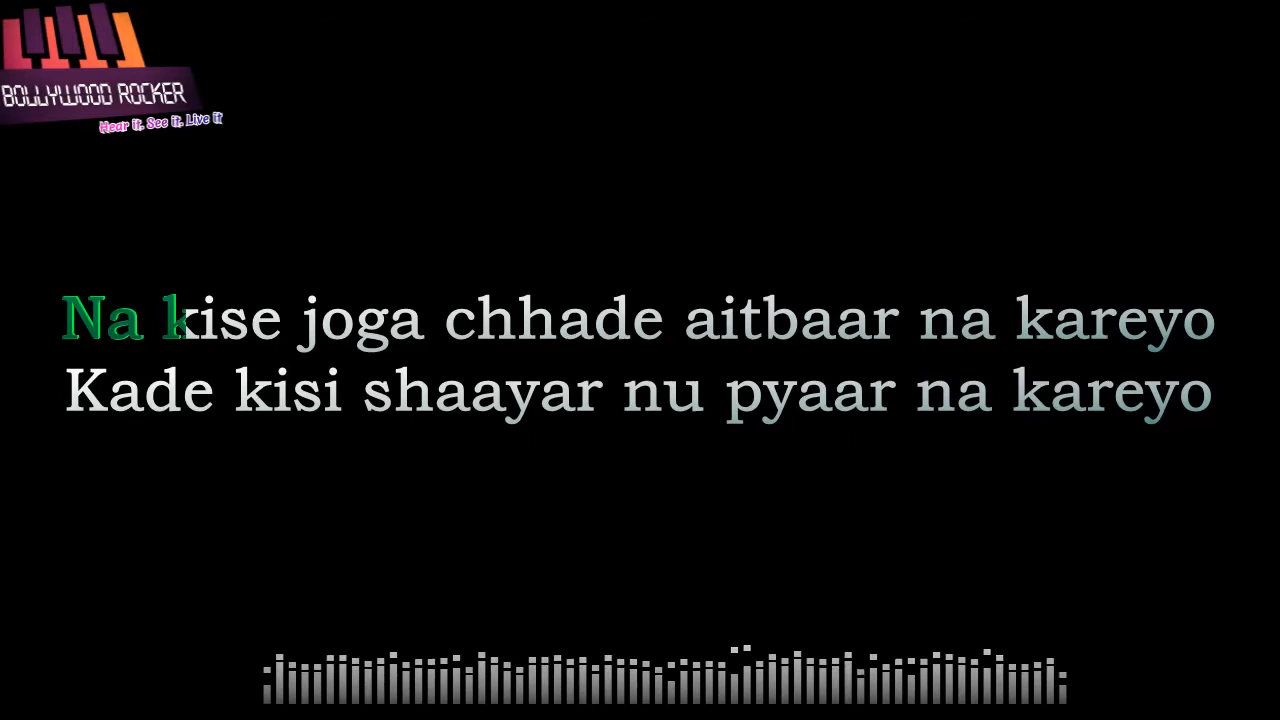 BOLLYWOOD ROCKER
Hear it. See it. Live it
Na kise joga chhade aitbaar na kareyo
Kade kisi shaayar nu pyaar na kareyo